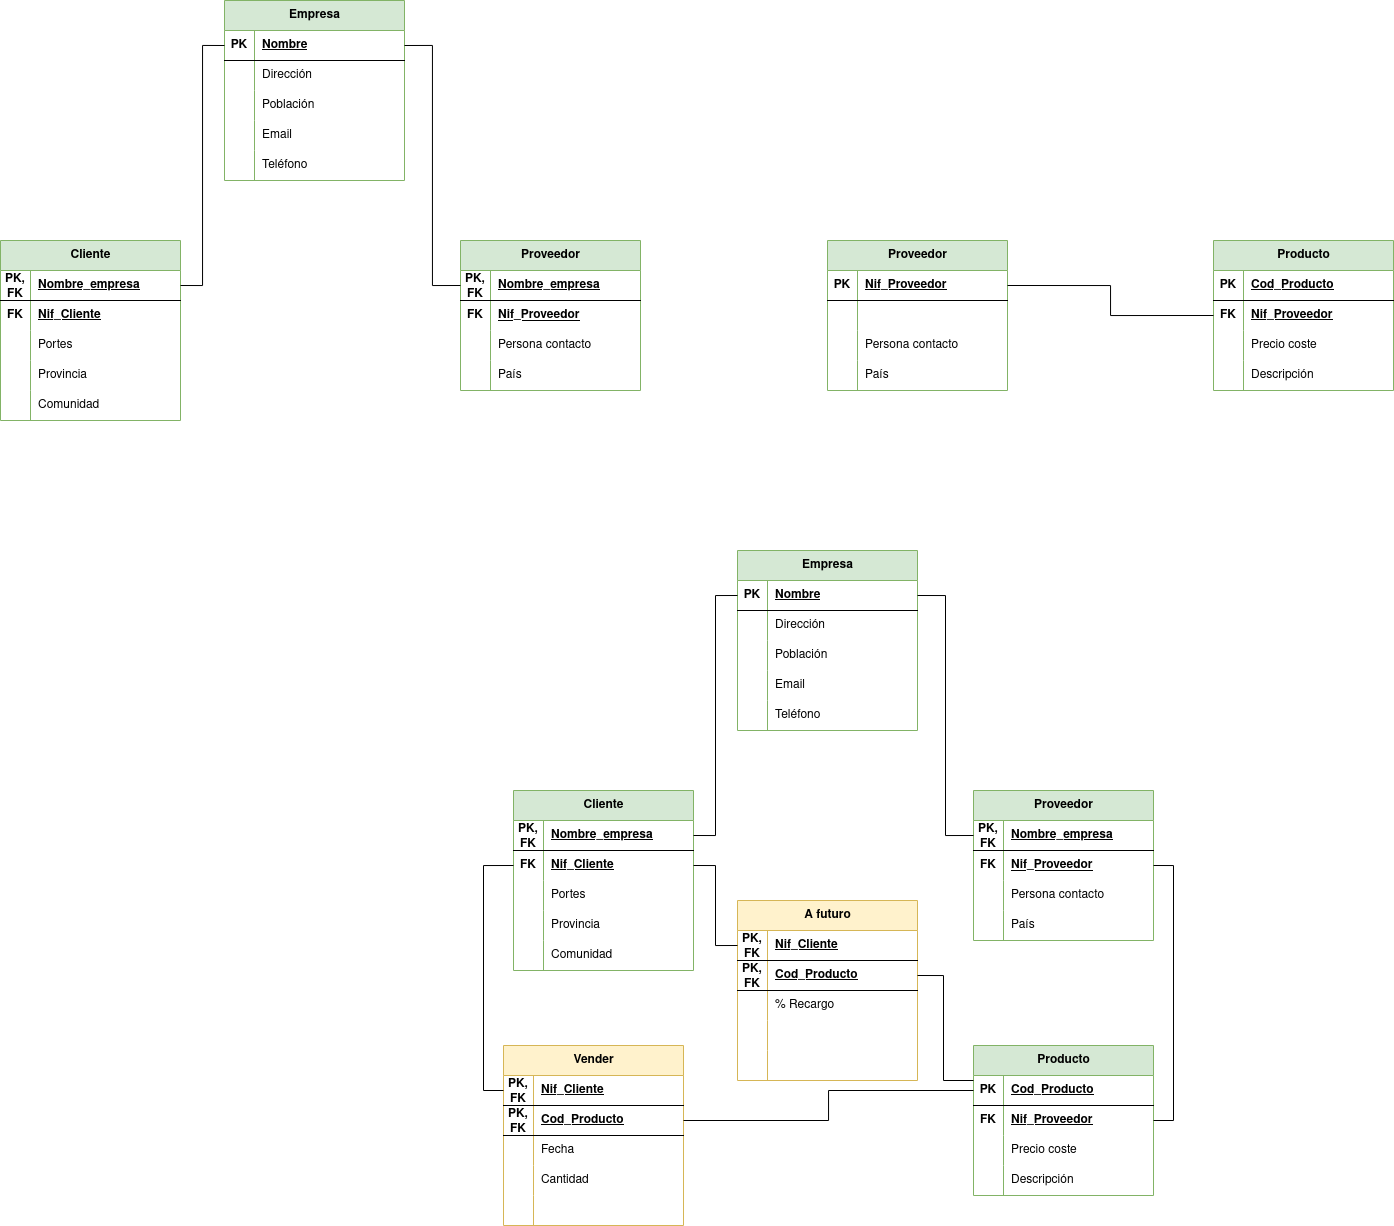 Empresa
PK Nombre
Dirección
Población
Email
Teléfono
Cliente
PK,
FK Nombre_empresa
FK Nif_Cliente
Portes
Provincia
Comunidad
Proveedor
PK,
FK Nombre_empresa
FK Nif_Proveedor
Persona contacto
País
Proveedor
PK Nif_Proveedor
Persona contacto
País
Producto
PK Cod_Producto
FK Nif_Proveedor
Precio coste
Descripción
Empresa
PK Nombre
Dirección
Población
Email
Teléfono
Cliente
PK,
FK Nombre_empresa
FK Nif_Cliente
Portes
Provincia
Comunidad
Proveedor
PK,
FK Nombre_empresa
FK Nif_Proveedor
Persona contacto
País
A futuro
PK,
FK Nif_Cliente
PK,
FK Cod_Producto
% Recargo
Vender
PK,
FK Nif_Cliente
PK,
FK Cod_Producto
Fecha
Cantidad
Producto
PK Cod_Producto
FK Nif_Proveedor
Precio coste
Descripción